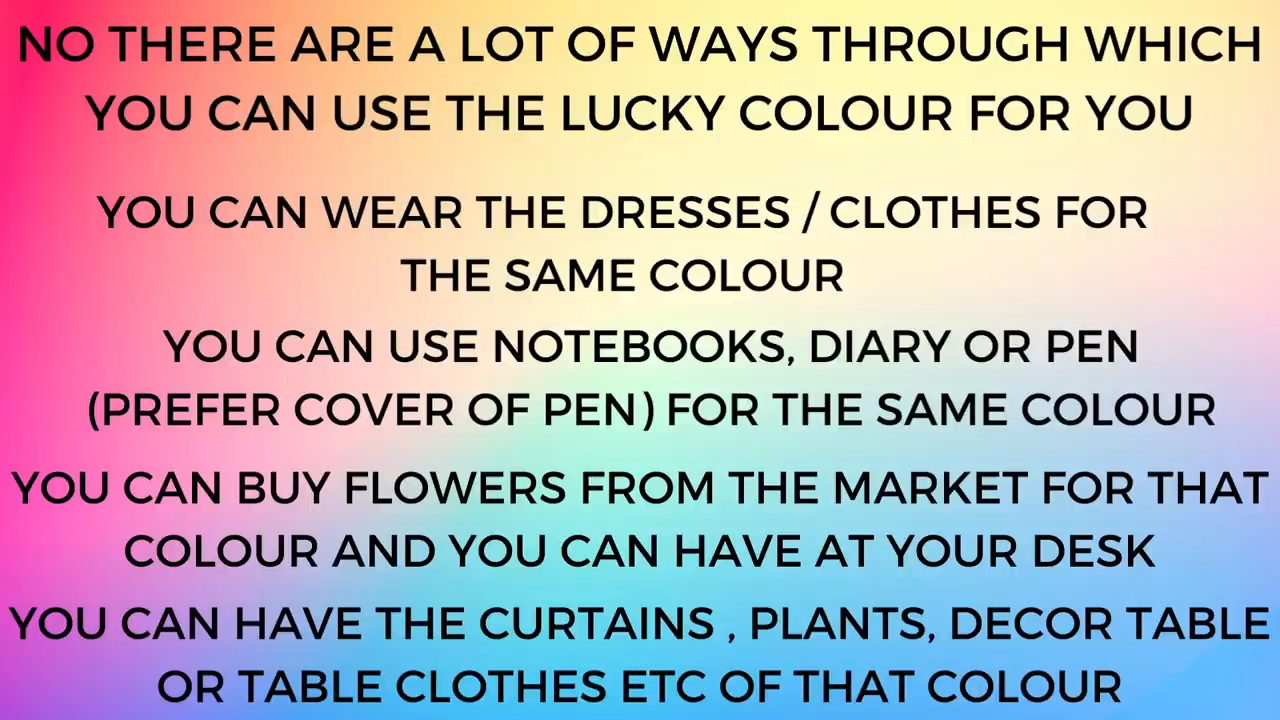 NO THERE ARE A LOT OF WAYS THROUGH WHICH
YOU CAN USE THE LUCKY COLOUR FOR YOU
YOU CAN WEAR THE DRESSES / CLOTHES FOR
THE SAME COLOUR
YOU CAN USE NOTEBOOKS, DIARY OR PEN
(PREFER COVER OF PEN) FOR THE SAME COLOUR
YOU CAN BUY FLOWERS FROM THE MARKET FOR THAT
COLOUR AND YOU CAN HAVE AT YOUR DESK
YOU CAN HAVE THE CURTAINS , PLANTS, DECOR TABLE
OR TABLE CLOTHES ETC OF THAT COLOUR